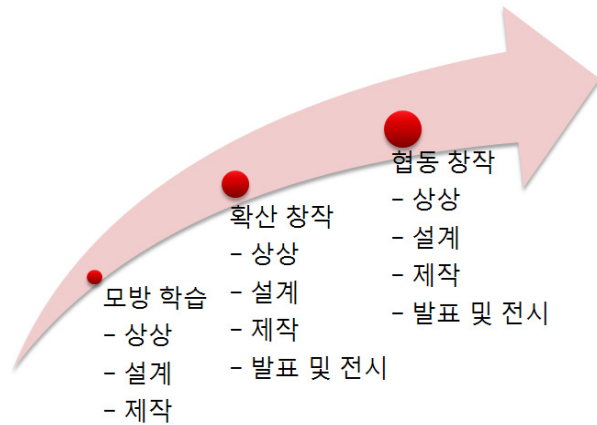 모방 학습
– 상상
– 설계
– 제작
확산 창작
– 상상
– 설계
– 제작
– 발표 및 전시
협동 창작
– 상상
– 설계
– 제작
– 발표 및 전시